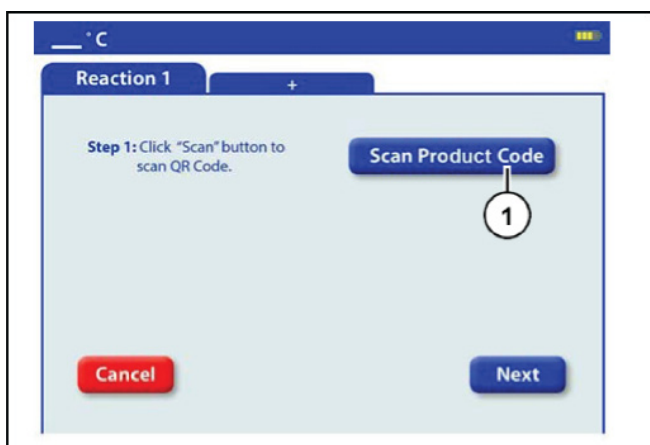 __°C
Reaction 1
+
Step 1: Click "Scan" button to
scan QR Code.
Scan Product Code
1
Cancel
Next